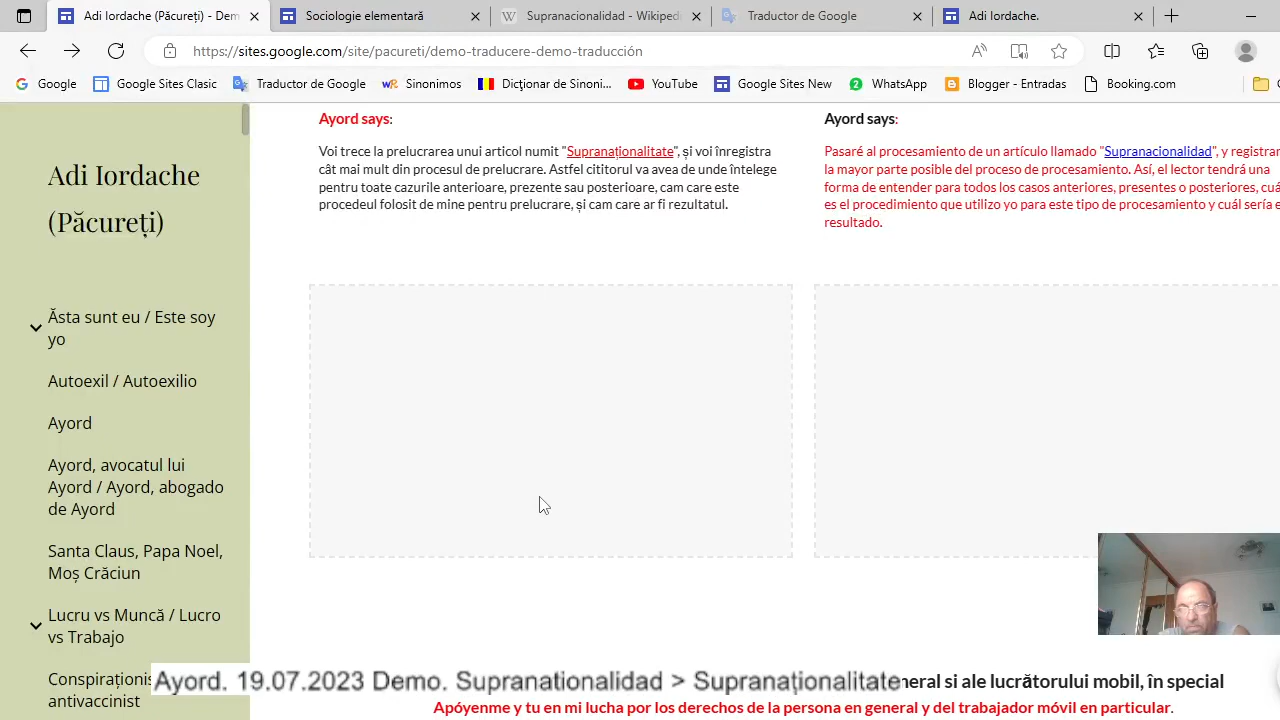 Adi Iordache (Păcureți) - Dem
Sociologie elementară
Supranacionalidad - Wikiped
Traductor de Google
Adi Iordache.
https://sites.google.com/site/pacureti/demo-traducere-demo-traducción
Google
Google Sites Clasic
Traductor de Google
Sinonimos
Dicţionar de Sinoni...
YouTube
Google Sites New
WhatsApp
Blogger - Entradas
Booking.com
Adi Iordache
(Păcureți)
Ăsta sunt eu / Este soy
yo
Autoexil / Autoexilio
Ayord
Ayord, avocatul lui
Ayord / Ayord, abogado
de Ayord
Santa Claus, Papa Noel,
Moș Crăciun
Lucru vs Muncă / Lucro
vs Trabajo
Conspiraționis
antivaccinist
Ayord says:
Voi trece la prelucrarea unui articol numit "Supranaționalitate", și voi înregistra
cât mai mult din procesul de prelucrare. Astfel cititorul va avea de unde întelege
pentru toate cazurile anterioare, prezente sau posterioare, cam care este
procedeul folosit de mine pentru prelucrare, și cam care ar fi rezultatul.
Ayord says:
Pasaré al procesamiento de un artículo llamado "Supranacionalidad", y registrar
la mayor parte posible del proceso de procesamiento. Así, el lector tendrá una
forma de entender para todos los casos anteriores, presentes o posteriores, cuá
es el procedimiento que utilizo yo para este tipo de procesamiento y cuál sería e
resultado.
Ayord. 19.07.2023 Demo. Supranationalidad > Supranaționalitate
neral si ale lucrătorului mobil, în special
Apóyenme y tu en mi lucha por los derechos de la persona en general y del trabajador móvil en particular.